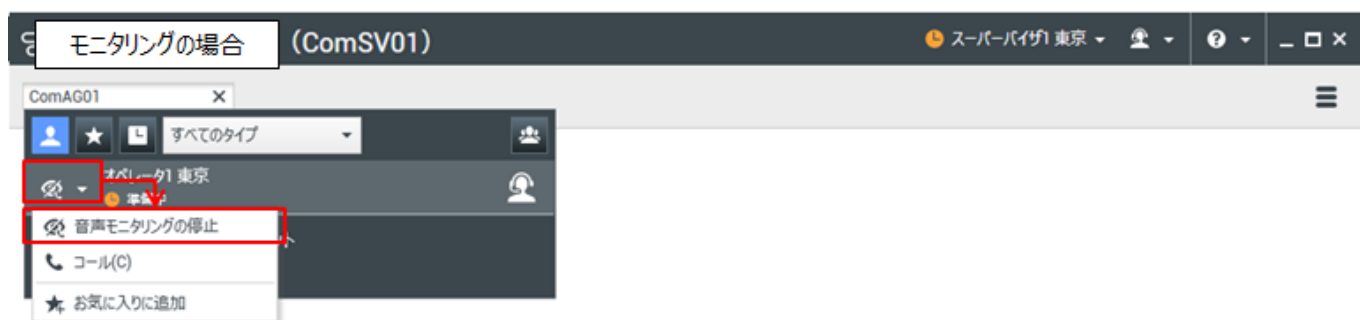 モニタリングの場合
(ComSV01)
スーパーバイザ1 東京
ComAG01
すべてのタイプ
オペレータ1 東京
音声モニタリングの停止
ト
コール(C)
お気に入りに追加